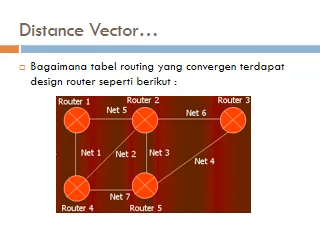 Distance Vector...
Bagaimana tabel routing yang convergen terdapat
design router seperti berikut :
Router 1
Router 2
Router 3
Net 5
Net 6
Net 1
Net 2
Net 3
Net 4
Net 7
Router 4
Router 5